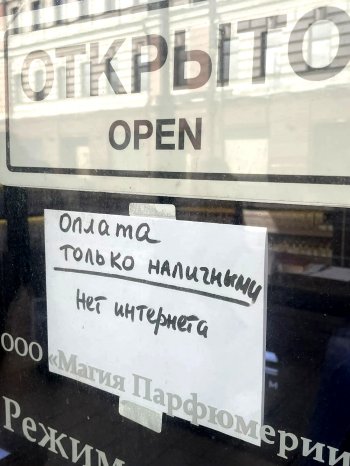 ОТКРЫТО
OPEN
Оплата
только наличными
Нет интернета
ООО «Магия Парфюмерии
Режим